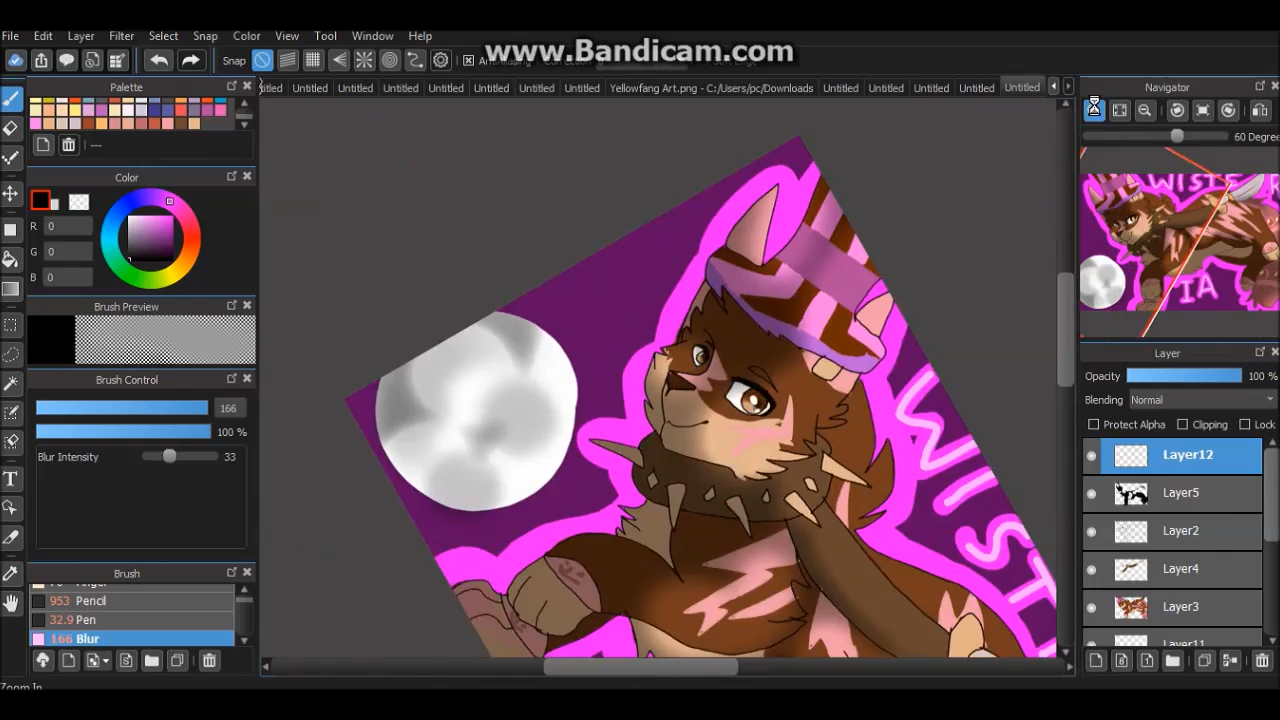 www.Bandicam.com
File Edit Layer Filter Select Snap Color View Tool Window Help
Snap
Palette
Untitled Untitled Untitled Untitled Untitled Untitled Untitled Yellowfang Art.png - C:/Users/pc/Downloads Untitled Untitled Untitled Untitled
Navigator
---
60 Degree
Color
R 0
G 0
B 0
WISTER
IA
Brush Preview
Layer
Opacity 100 %
Brush Control
Blending Normal
166
Protect Alpha Clipping Lock
100 %
Blur Intensity 33
Layer12
Layer5
Layer2
Layer4
Layer3
Layer11
WIST
Brush
953 Pencil
32.9 Pen
166 Blur
Zoom In